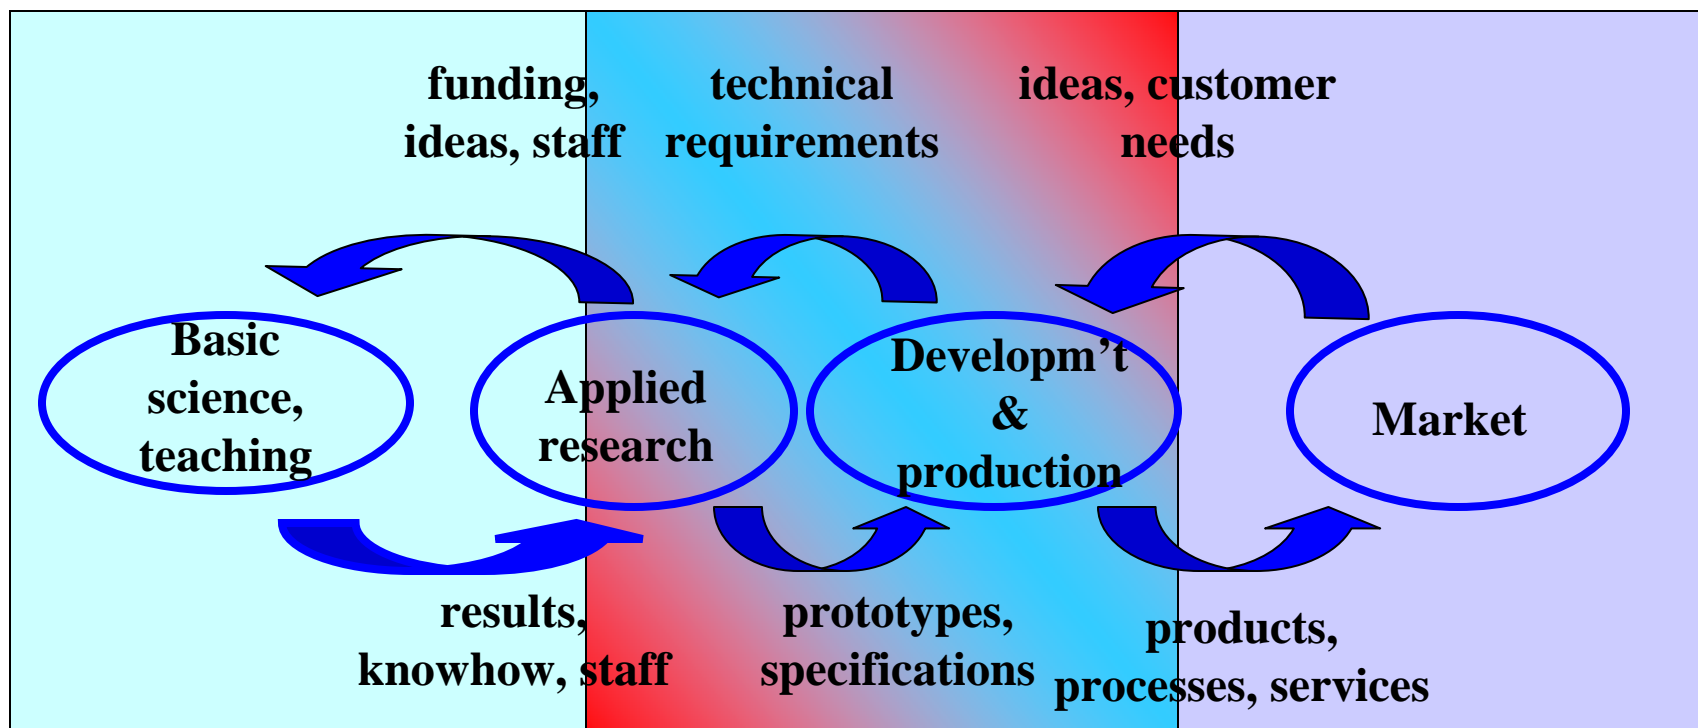 funding,
ideas, staff
technical
requirements
ideas, customer
needs
Basic
science,
teaching
Applied
research
Developm't
&
production
Market
results,
knowhow, staff
prototypes,
specifications
products,
processes, services